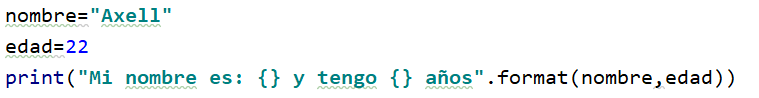 nombre="Axell"
edad=22
print("Mi nombre es: {} y tengo {} años".format(nombre,edad))